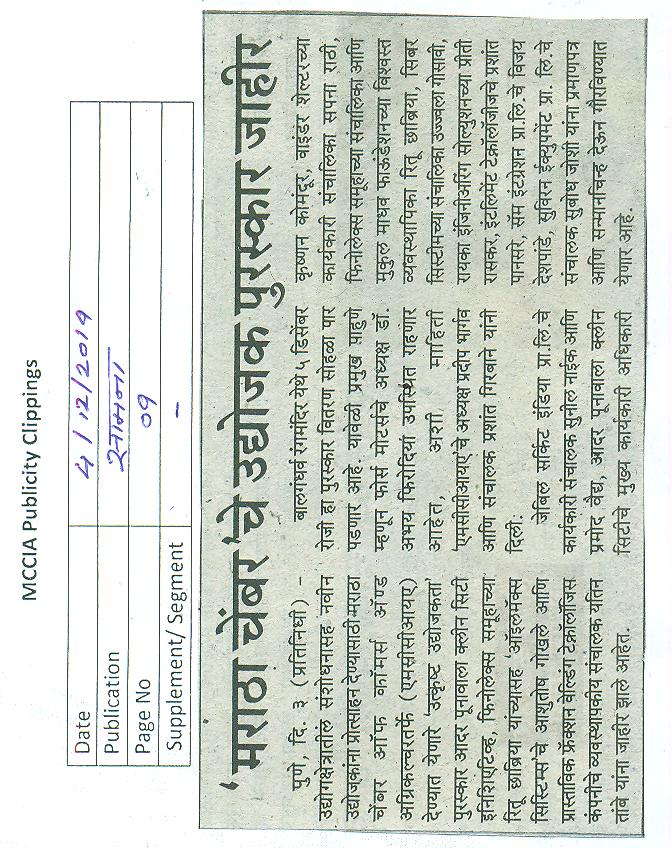 MCCIA Publicity Clippings
Date 4/12/2019
Publication सामना
Page No 09
Supplement/ Segment –
‘मराठा चेंबर’चे उद्योजक पुरस्कार जाहीर
पुणे, दि. ३ (प्रतिनिधी) –
उद्योगक्षेत्रातील संशोधनासह नवीन
उद्योजकांना प्रोत्साहन देण्यासाठी मराठा
चेंबर ऑफ कॉमर्स ॲण्ड
अग्रिकल्चरतर्फे (एमसीसीआयए)
देण्यात येणारे ‘उत्कृष्ट उद्योजकता’
पुरस्कार आदर पूनावाला क्लीन सिटी
इनिशिएटिव्ह, फिनोलेक्स समूहाच्या
रितू छाब्रिया यांच्यासह ‘ऑइलमॅक्स
सिस्टिम्स’चे आशुतोष गोखले आणि
प्रास्ताविक फ्रॅक्शन वेल्डिंग टेक्नॉलॉजिस
कंपनीचे व्यवस्थापकीय संचालक यतिन
तांबे यांना जाहीर झाले आहेत.
बालगंधर्व रंगमंदिर येथे ५ डिसेंबर
रोजी हा पुरस्कार वितरण सोहळा पार
पडणार आहे. यावेळी प्रमुख पाहुणे
म्हणून फोर्स मोटर्सचे अध्यक्ष डॉ.
अभय फिरोदिया उपस्थित राहणार
आहेत, अशी माहिती
‘एमसीसीआयए’चे अध्यक्ष प्रदीप भार्गव
आणि संचालक प्रशांत गिरबाने यांनी
दिली.
जेबिल सर्किट इंडिया प्रा.लि.चे
कार्यकारी संचालक सुनील नाईक आणि
प्रमोद वैद्य, आदर पूनावाला क्लीन
सिटीचे मुख्य कार्यकारी अधिकारी
कृष्णन कोमंदूर, वाइंडर शेल्टरच्या
कार्यकारी संचालिका सपना राठी,
फिनोलेक्स समूहाच्या संचालिका आणि
मुकुल माधव फाऊंडेशनच्या विश्वस्त
व्यवस्थापिका रितू छाब्रिया, सिबर
सिस्टीमच्या संचालिका उज्ज्वला गोसावी,
रायका इंजिनीअरिंग सोल्युशनच्या प्रीती
रासकर, इंटलिमेंट टेक्नॉलॉजीजचे प्रशांत
पानसरे, सॅम इंटग्रेशन प्रा.लि.चे विजय
देशपांडे, सुविरन ईक्युपमेंट प्रा. लि.चे
संचालक सुबोध जोशी यांना प्रमाणपत्र
आणि सन्मानचिन्ह देऊन गौरविण्यात
येणार आहे.